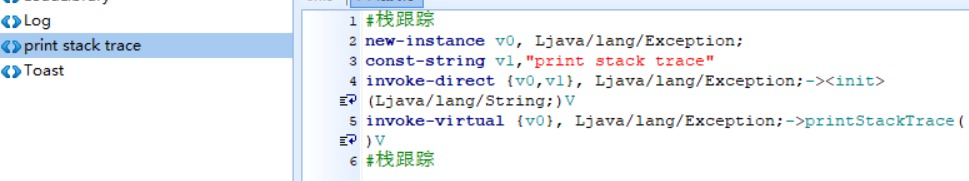 Log
print stack trace
Toast
1 #栈跟踪
2 new-instance v0, Ljava/lang/Exception;
3 const-string v1,"print stack trace"
4 invoke-direct {v0,v1}, Ljava/lang/Exception;-><init>
(Ljava/lang/String;)V
5 invoke-virtual {v0}, Ljava/lang/Exception;->printStackTrace(
)V
6 #栈跟踪